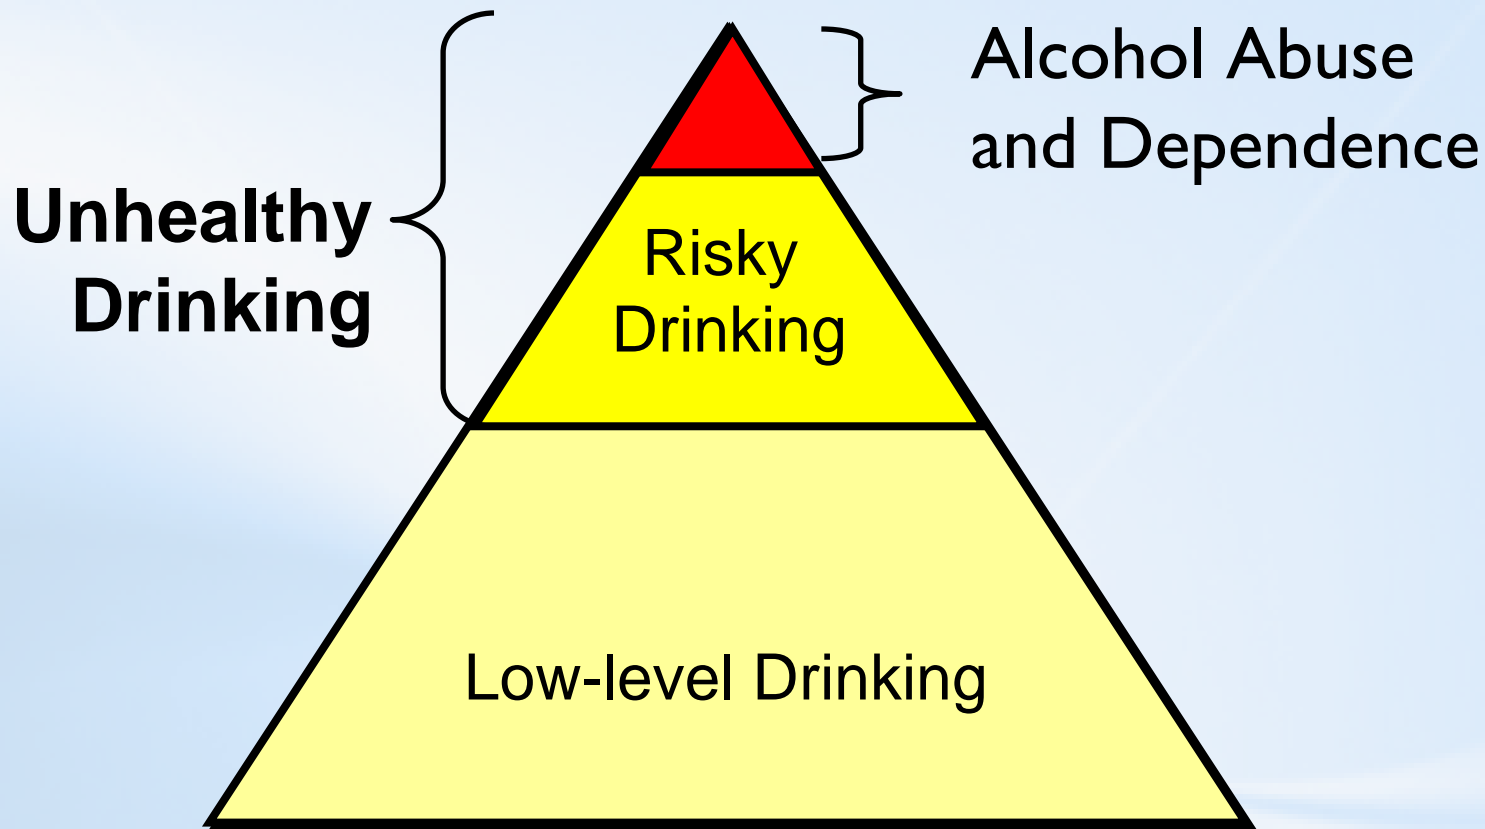 Alcohol Abuse
and Dependence
Unhealthy
Drinking
Risky
Drinking
Low-level Drinking